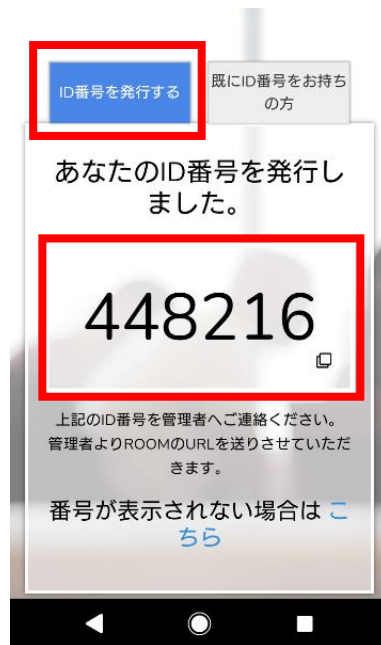 ID番号を発行する
既にID番号をお持ち
の方
あなたのID番号を発行し
ました。
448216
上記のID番号を管理者へご連絡ください。
管理者よりROOMのURLを送りさせていただ
きます。
番号が表示されない場合は こ
ちら